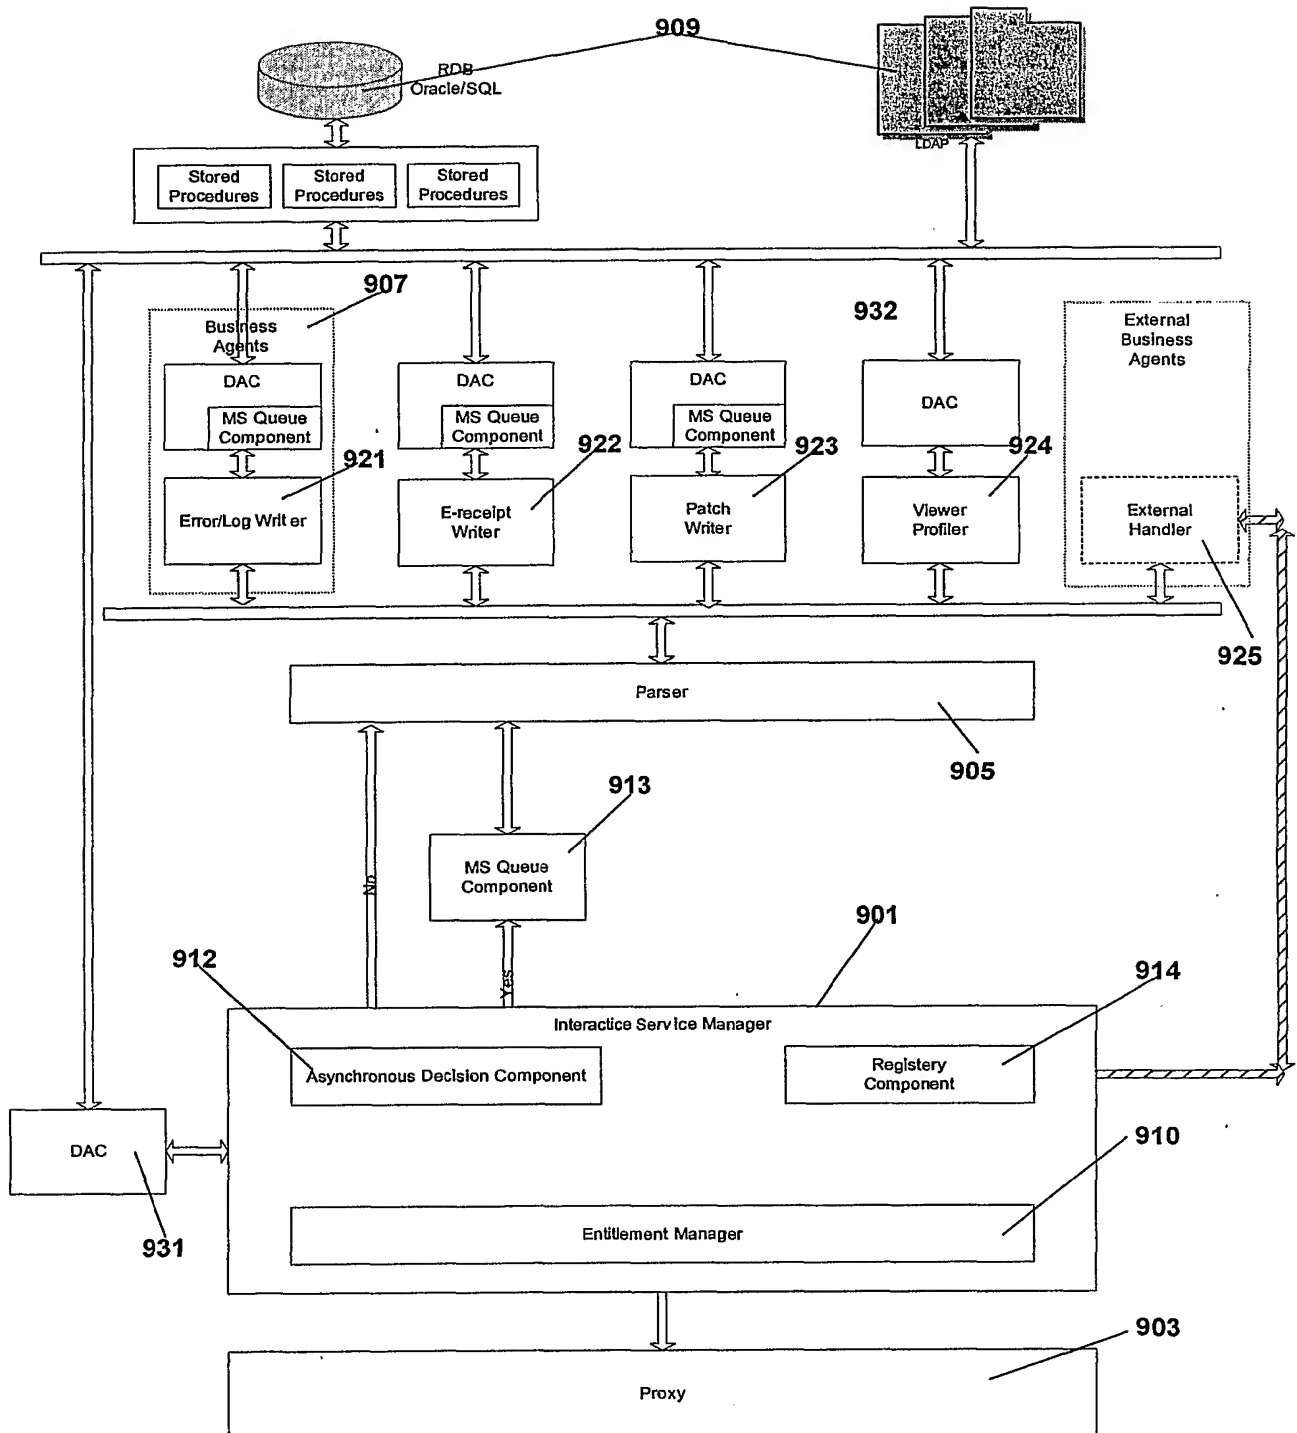 909
RDB
Oracle/SQL
LDAP
Stored
Procedures
Stored
Procedures
Stored
Procedures
907
932
Business
Agents
External
Business
Agents
DAC
MS Queue
Component
DAC
MS Queue
Component
DAC
MS Queue
Component
DAC
921
922
923
924
Error/Log Writer
E-receipt
Writer
Patch
Writer
Viewer
Profiler
External
Handler
925
Parser
905
913
MS Queue
Component
No
Yes
901
912
914
Interactice Service Manager
Asynchronous Decision Component
Registery
Component
DAC
931
910
Entitlement Manager
903
Proxy